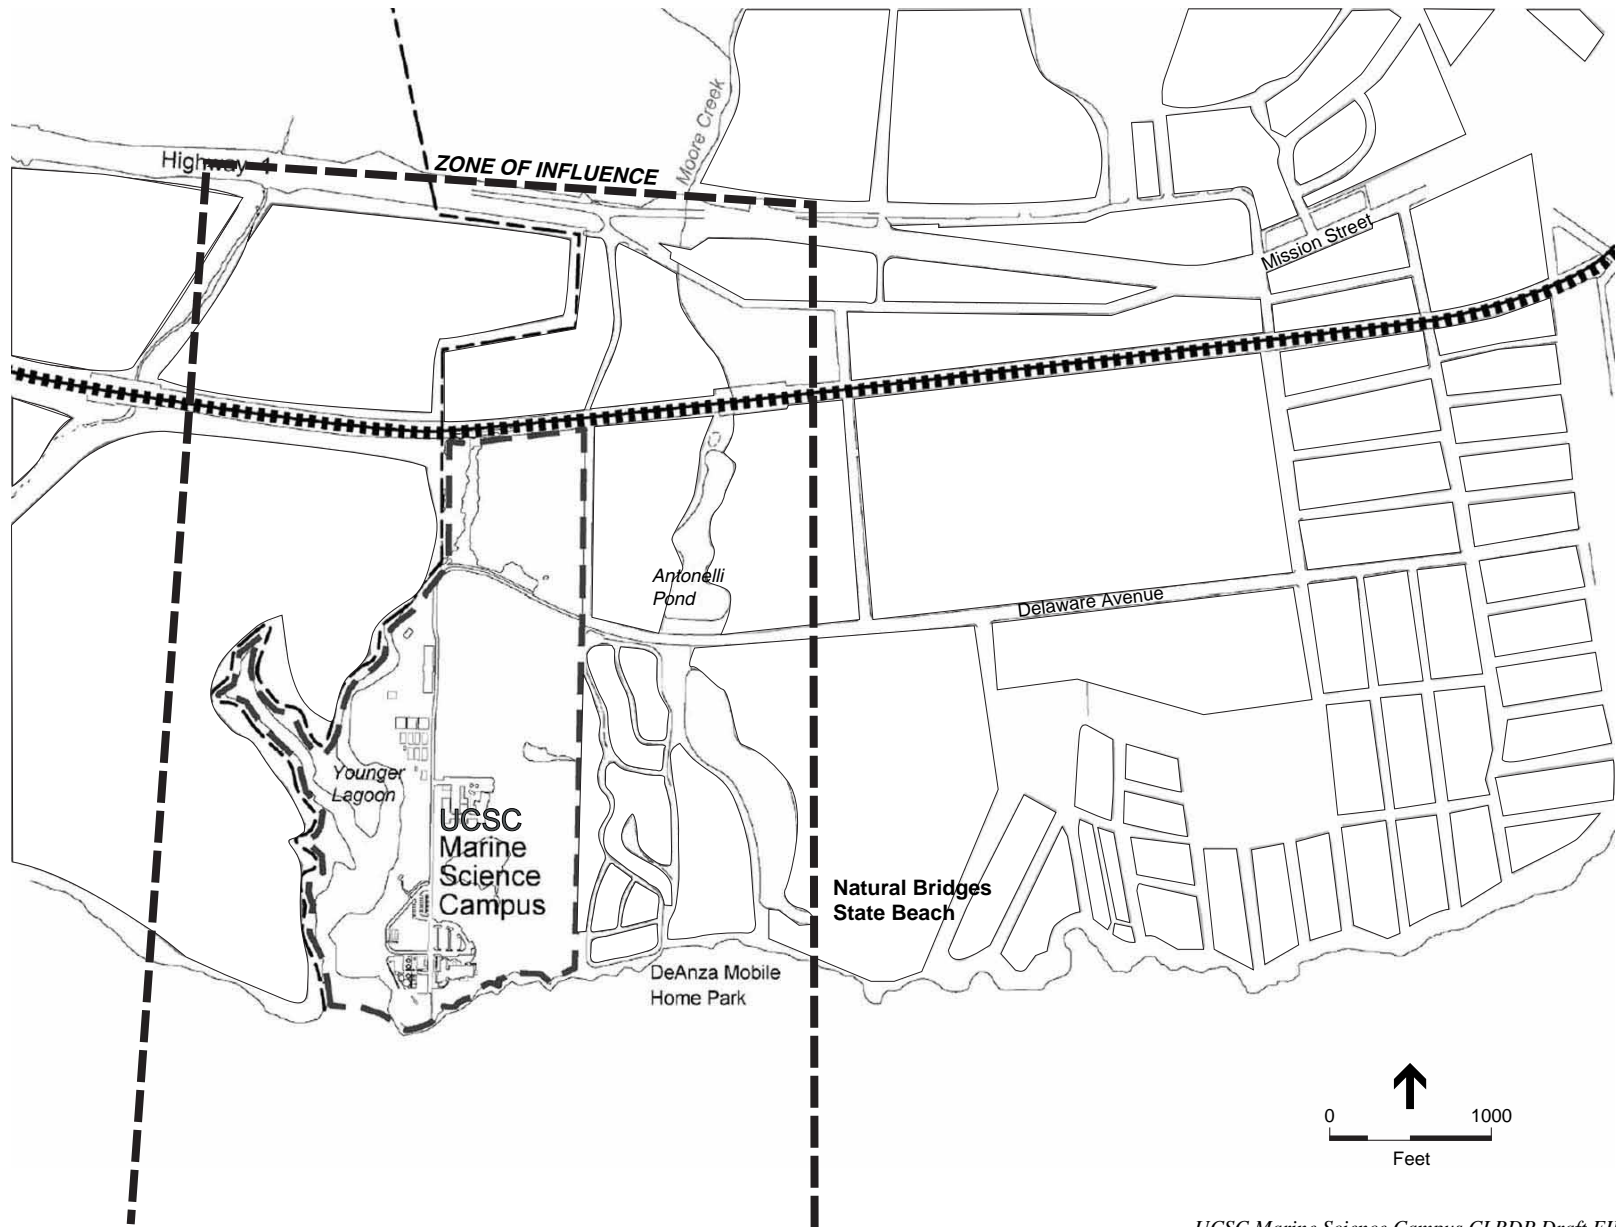 Moore Creek
Highway 1
ZONE OF INFLUENCE
Mission Street
Antonelli
Pond
Delaware Avenue
Younger
Lagoon
UCSC
Marine
Science
Campus
Natural Bridges
State Beach
DeAnza Mobile
Home Park
0 1000
Feet